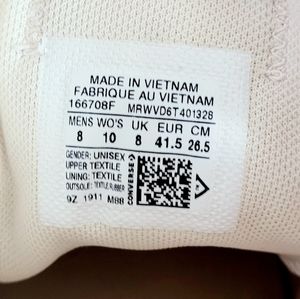 MADE IN VIETNAM
FABRIQUE AU VIETNAM
166708F MRWVD6T401328
MENS WO'S UK EUR CM
8 10 8 41.5 26.5
GENDER: UNISEX
UPPER: TEXTILE
LINING: TEXTILE
OUTSOLE: TEXTILE, RUBBER
9Z 1911 M88
CONVERSE